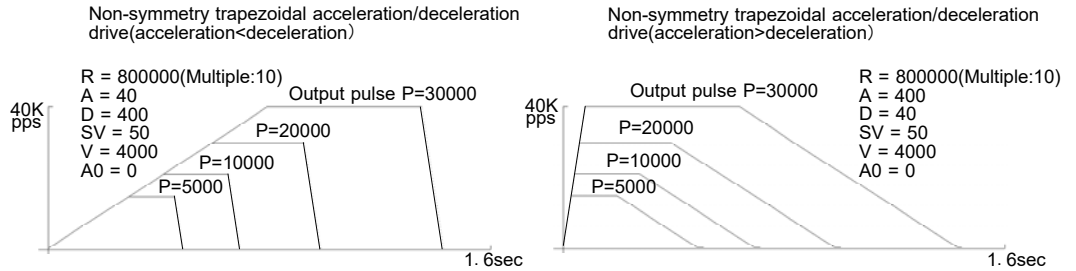 Non-symmetry trapezoidal acceleration/deceleration
drive(acceleration<deceleration）
R = 800000(Multiple:10)
A = 40
D = 400
SV = 50
V = 4000
A0 = 0
40K
pps
Output pulse P=30000
P=20000
P=10000
P=5000
1. 6sec
Non-symmetry trapezoidal acceleration/deceleration
drive(acceleration>deceleration）
R = 800000(Multiple:10)
A = 400
D = 40
SV = 50
V = 4000
A0 = 0
40K
pps
Output pulse P=30000
P=20000
P=10000
P=5000
1. 6sec